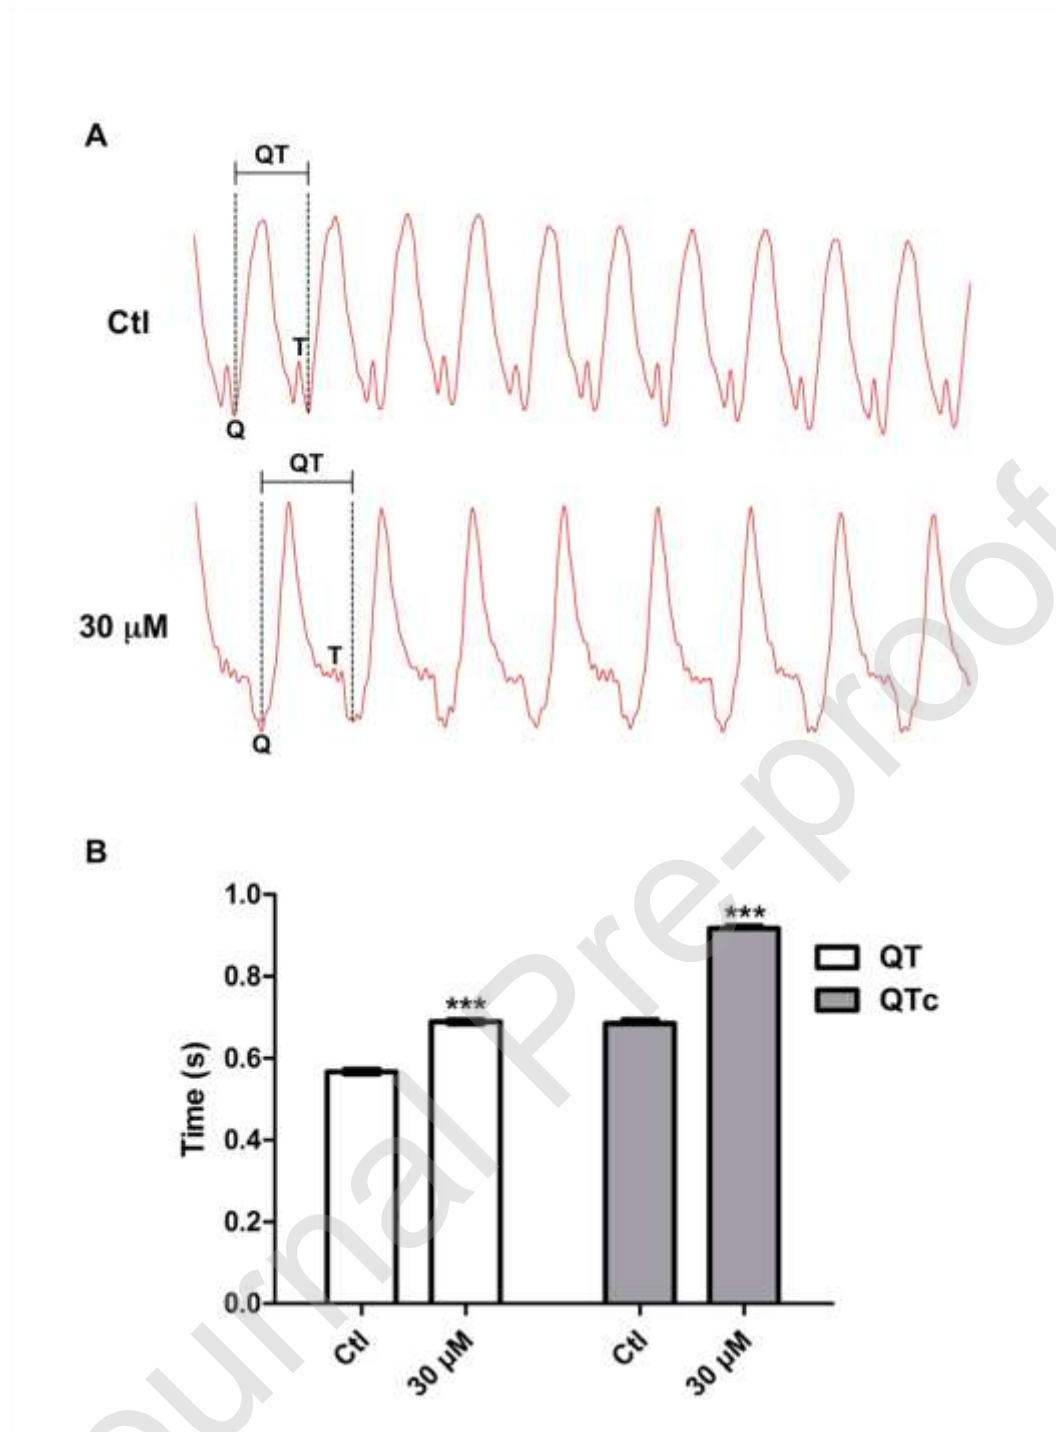 A
QT
Ctl
T
Q
QT
30 µM
T
Q
B
1.0
0.8
0.6
0.4
0.2
0.0
Time (s)
***
***
QT
QTc
Ctl
30 µM
Ctl
30 µM
ournal Pre-proof